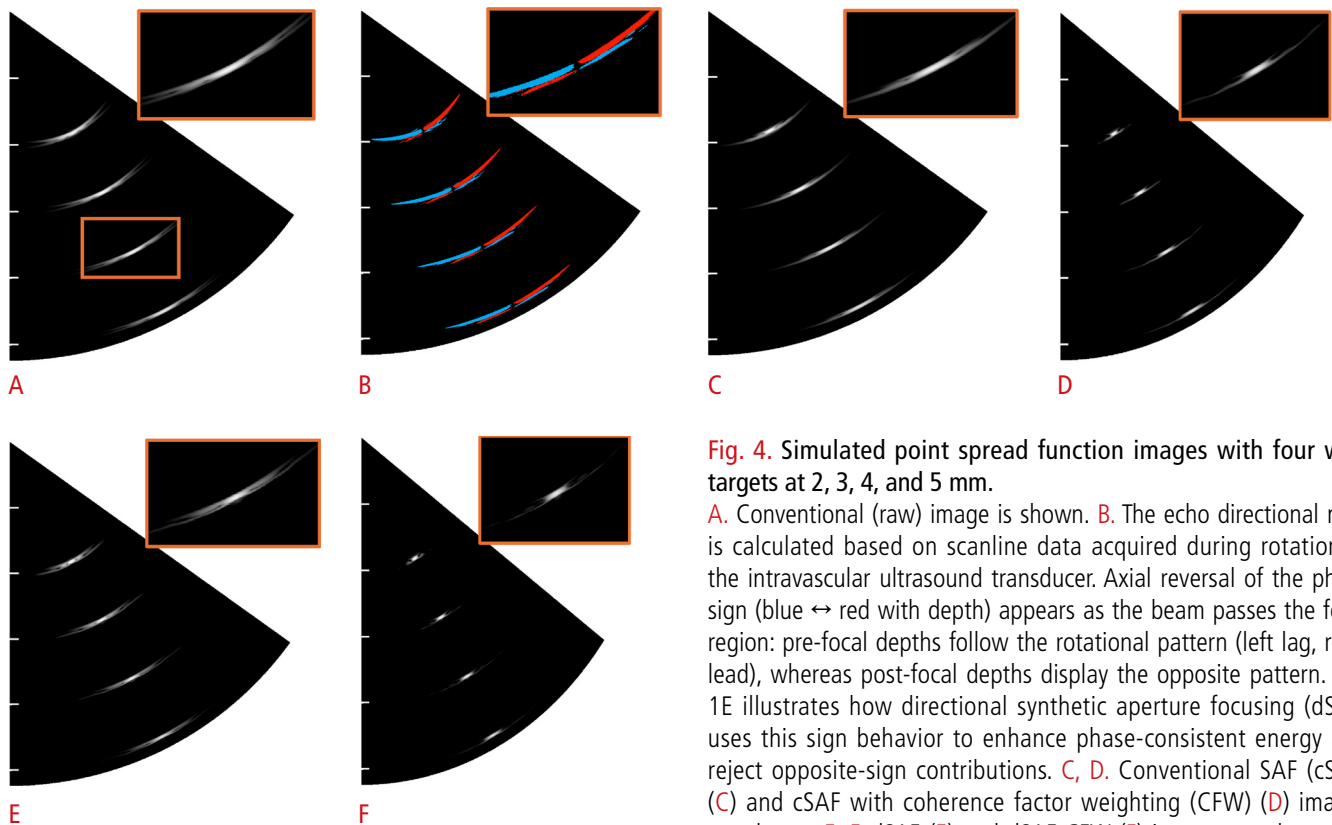 A
B
C
D
E
F
Fig. 4. Simulated point spread function images with four
targets at 2, 3, 4, and 5 mm.
A. Conventional (raw) image is shown. B. The echo directional
is calculated based on scanline data acquired during rotation
the intravascular ultrasound transducer. Axial reversal of the
sign (blue ↔ red with depth) appears as the beam passes the
region: pre-focal depths follow the rotational pattern (left lag,
lead), whereas post-focal depths display the opposite pattern.
1E illustrates how directional synthetic aperture focusing
uses this sign behavior to enhance phase-consistent energy
reject opposite-sign contributions. C, D. Conventional SAF
(C) and cSAF with coherence factor weighting (CFW) (D)